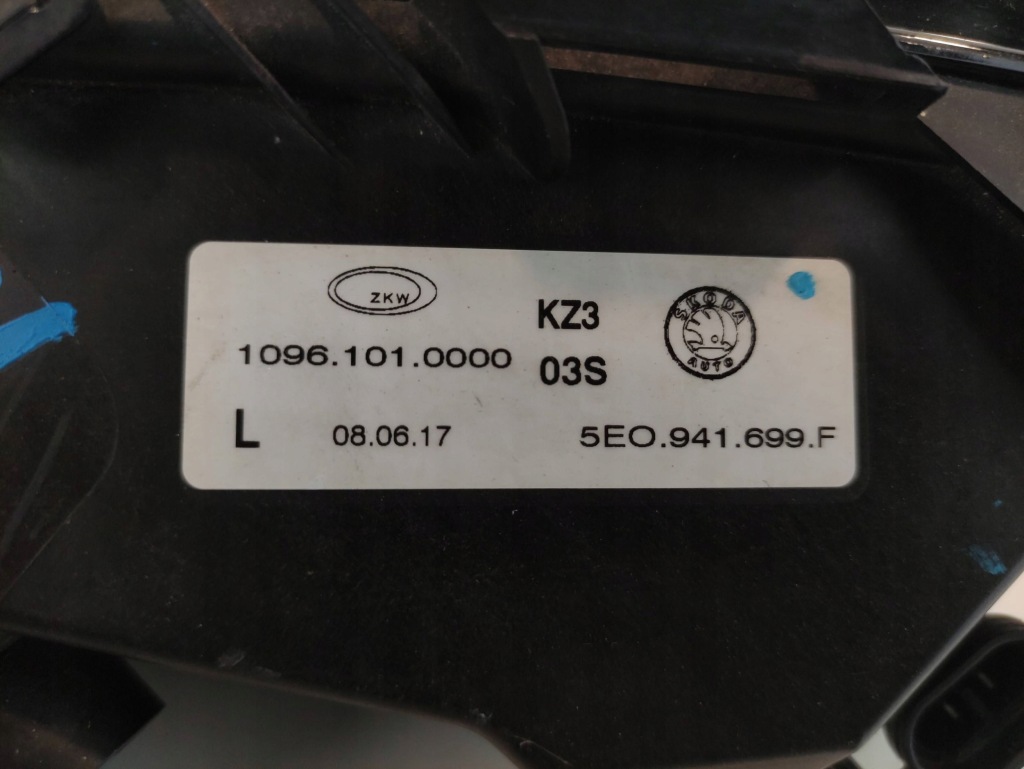 ZKW
KZ3
SKODA
AUTO
1096.101.0000
03S
L
08.06.17
5E0.941.699.F